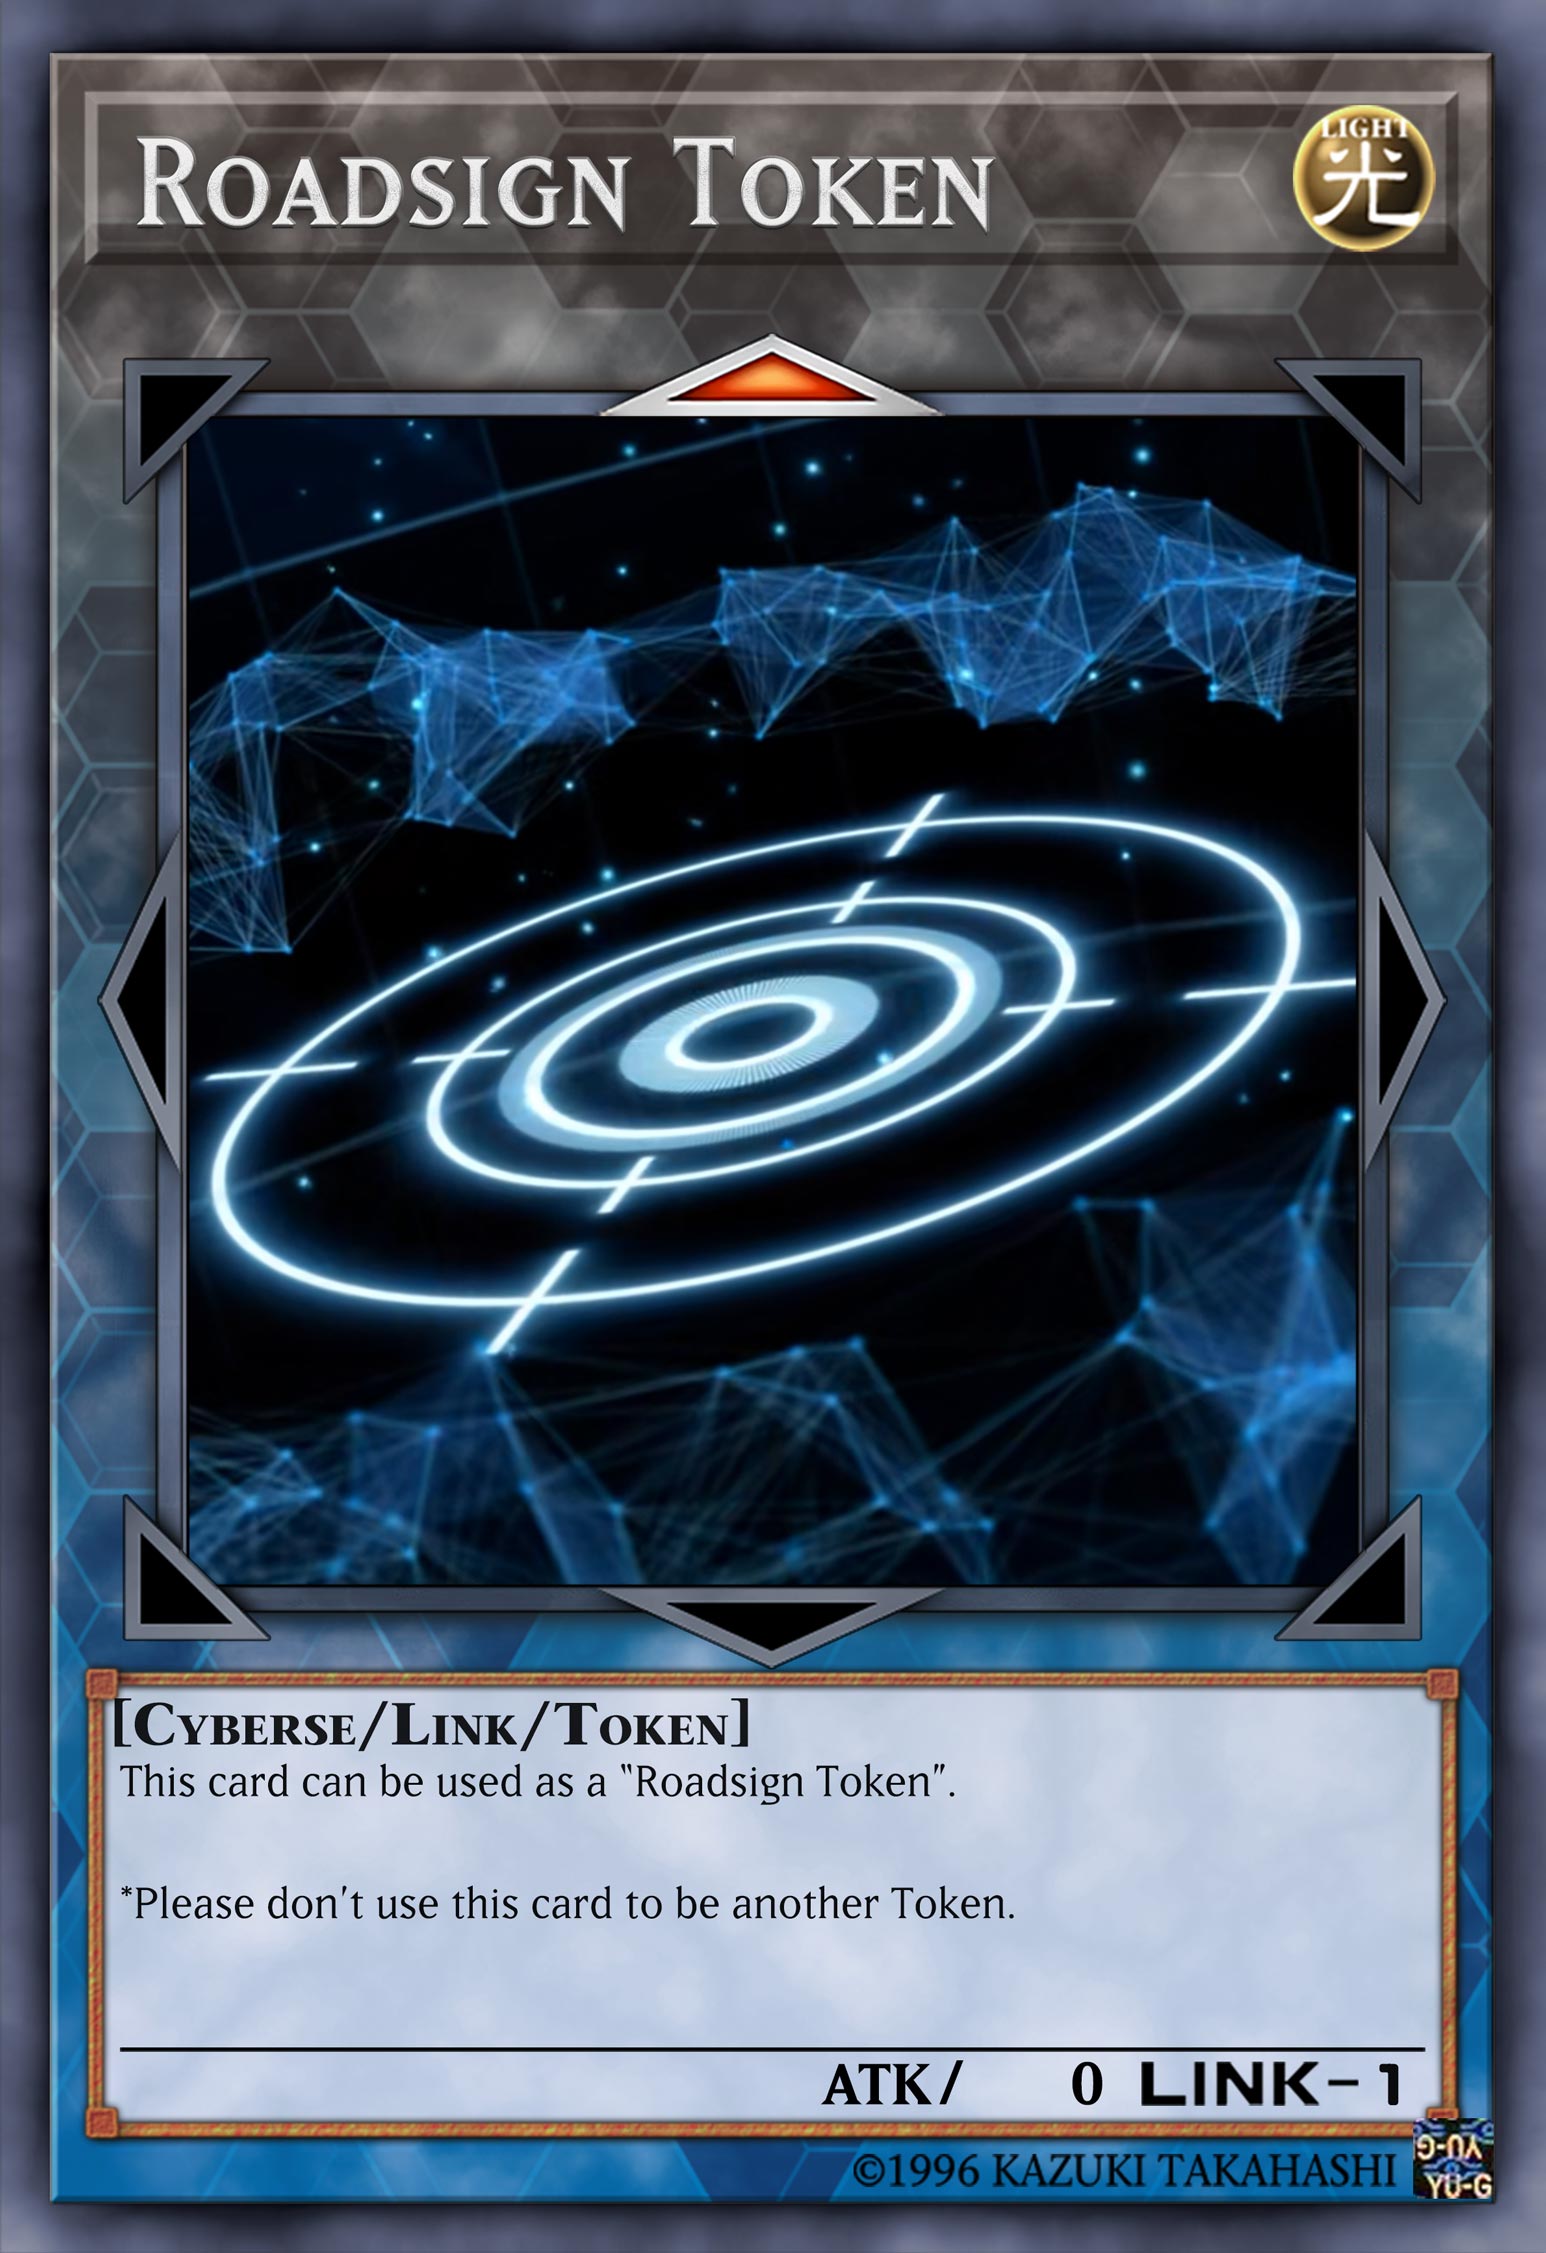 ROADSIGN TOKEN
LIGHT
光
[CYBERSE/LINK/TOKEN]
This card can be used as a "Roadsign Token".
*Please don't use this card to be another Token.
ATK/ 0 LINK-1
©1996 KAZUKI TAKAHASHI
YU-G
YU-G